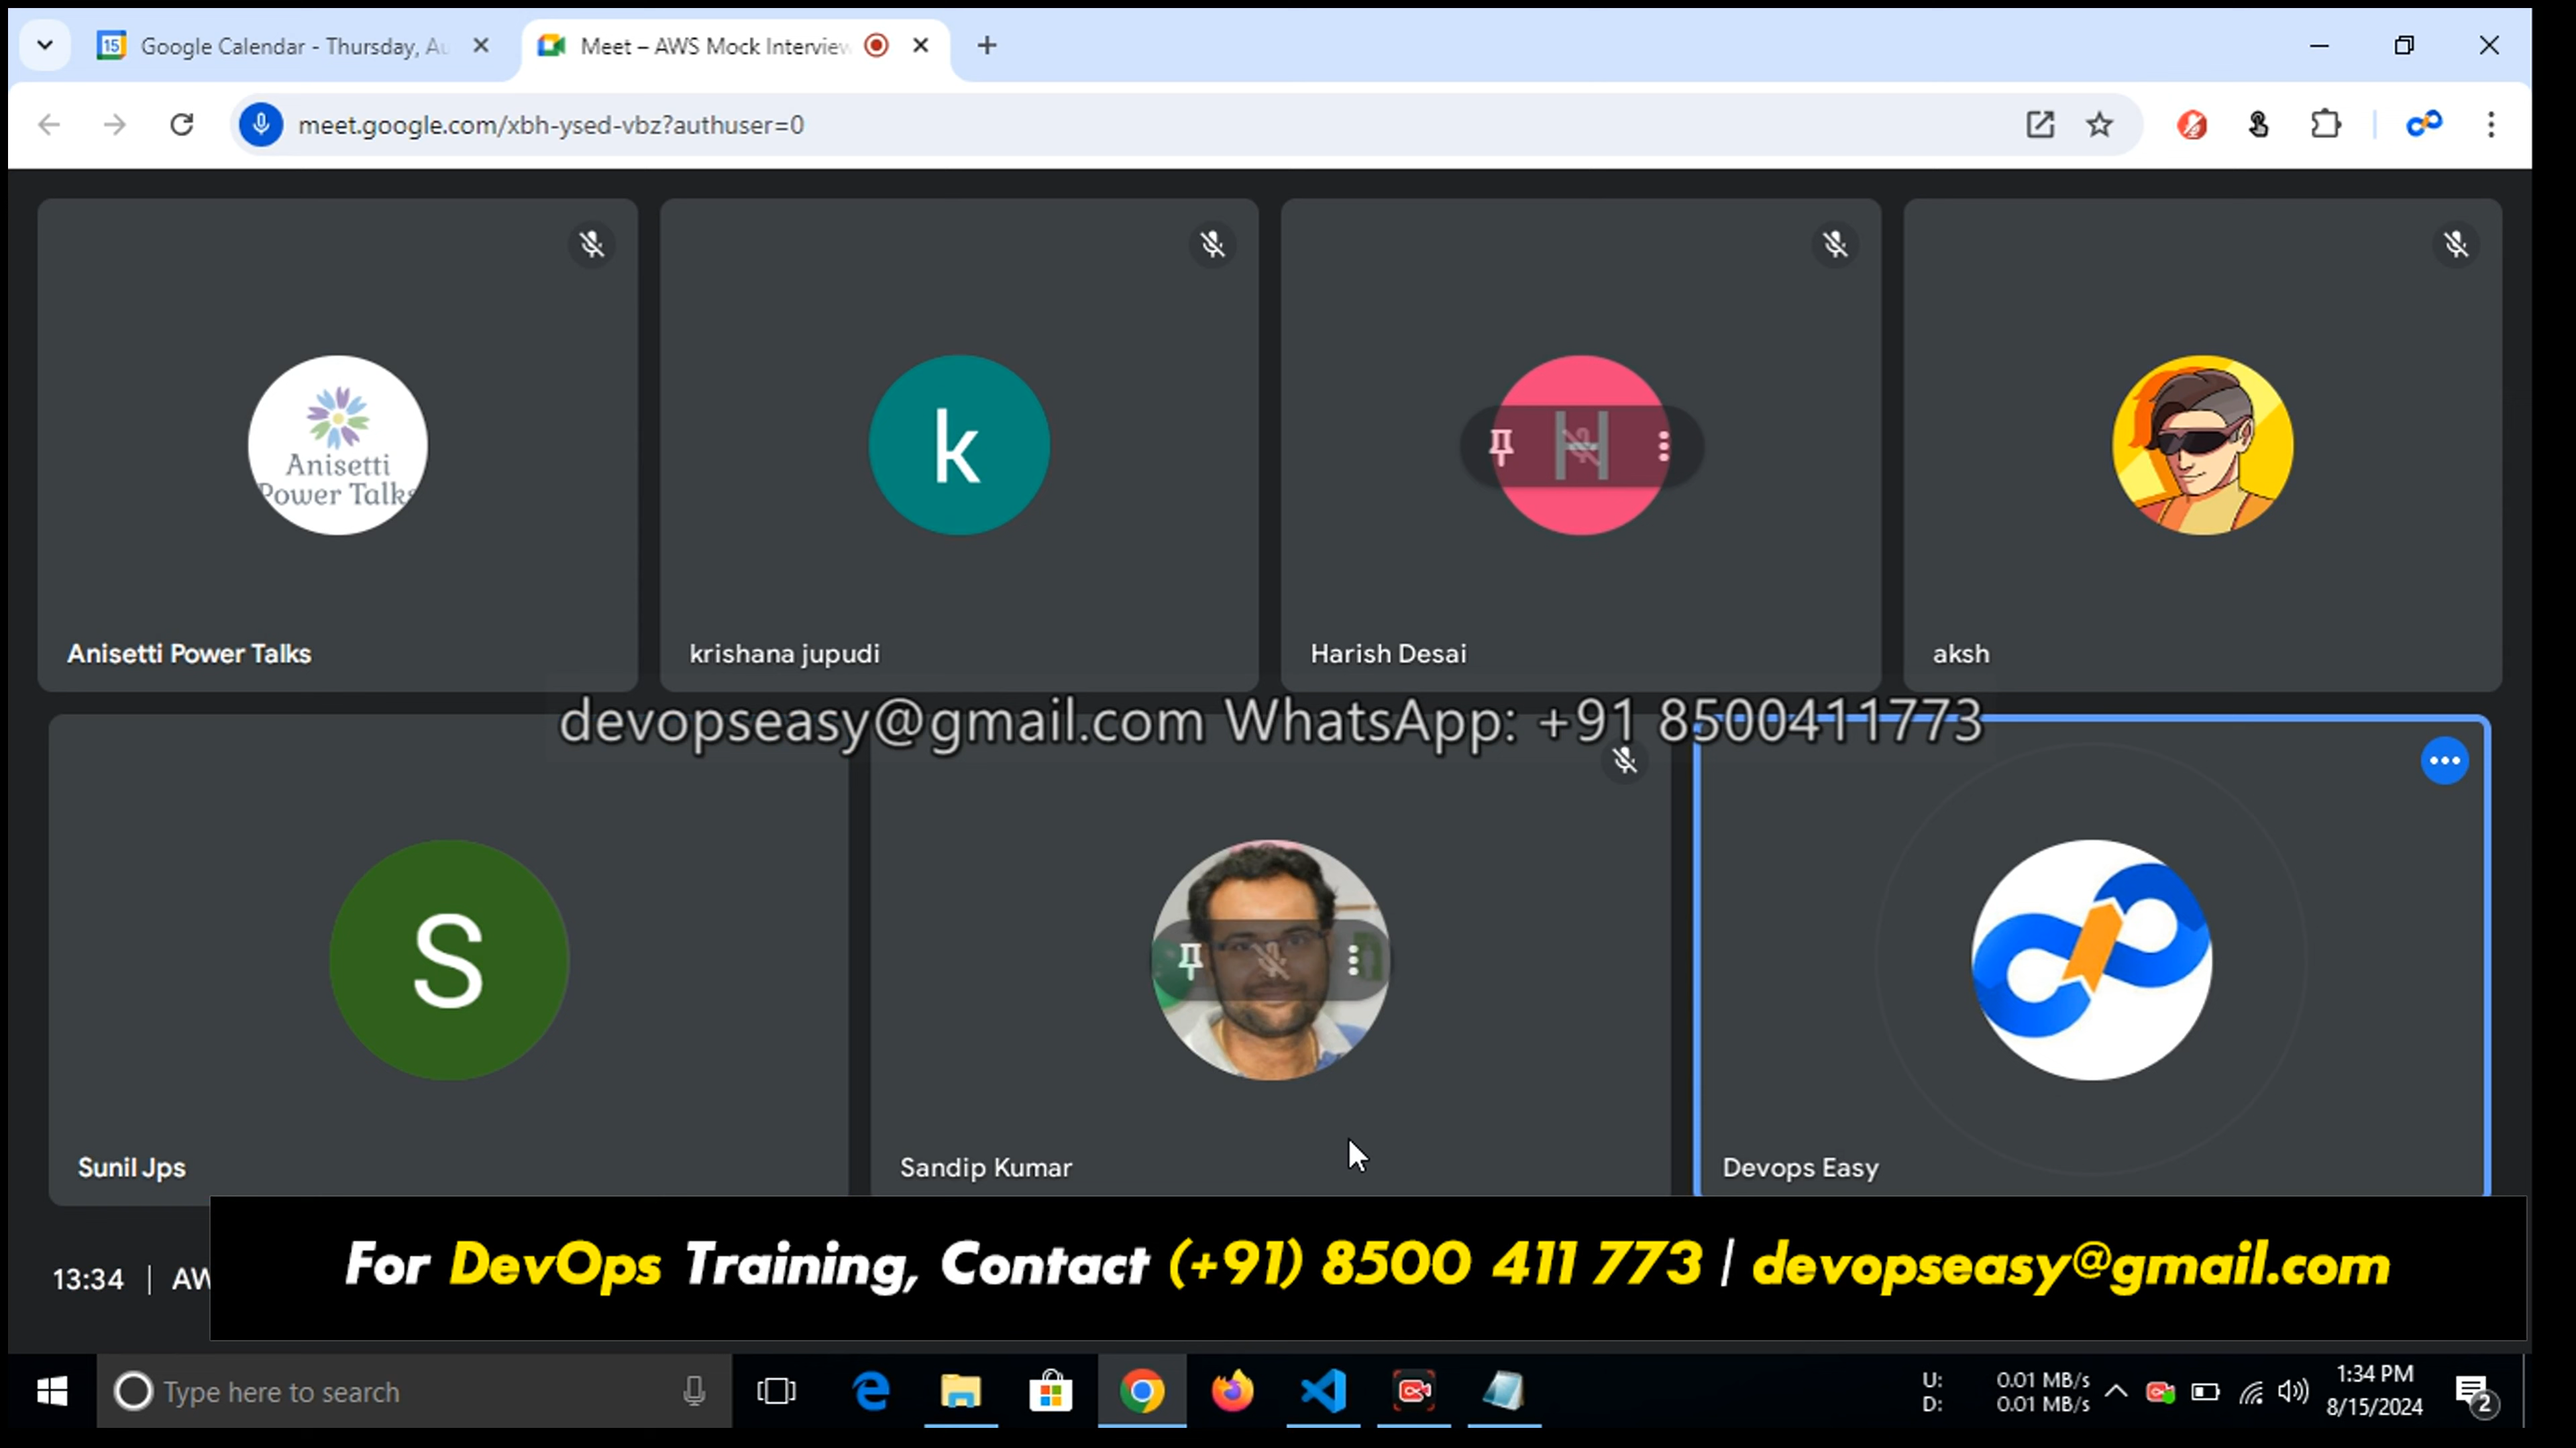 Google Calendar - Thursday, Au
Meet – AWS Mock Interview
meet.google.com/xbh-ysed-vbz?authuser=0
Anisetti
Power Talks
k
H
Anisetti Power Talks
krishana jupudi
Harish Desai
aksh
devopseasy@gmail.com WhatsApp: +91 8500411773
S
Sunil Jps
Sandip Kumar
Devops Easy
For DevOps Training, Contact (+91) 8500 411 773 | devopseasy@gmail.com
13:34 | AW
Type here to search
U: 0.01 MB/s
D: 0.01 MB/s
1:34 PM
8/15/2024
2
15